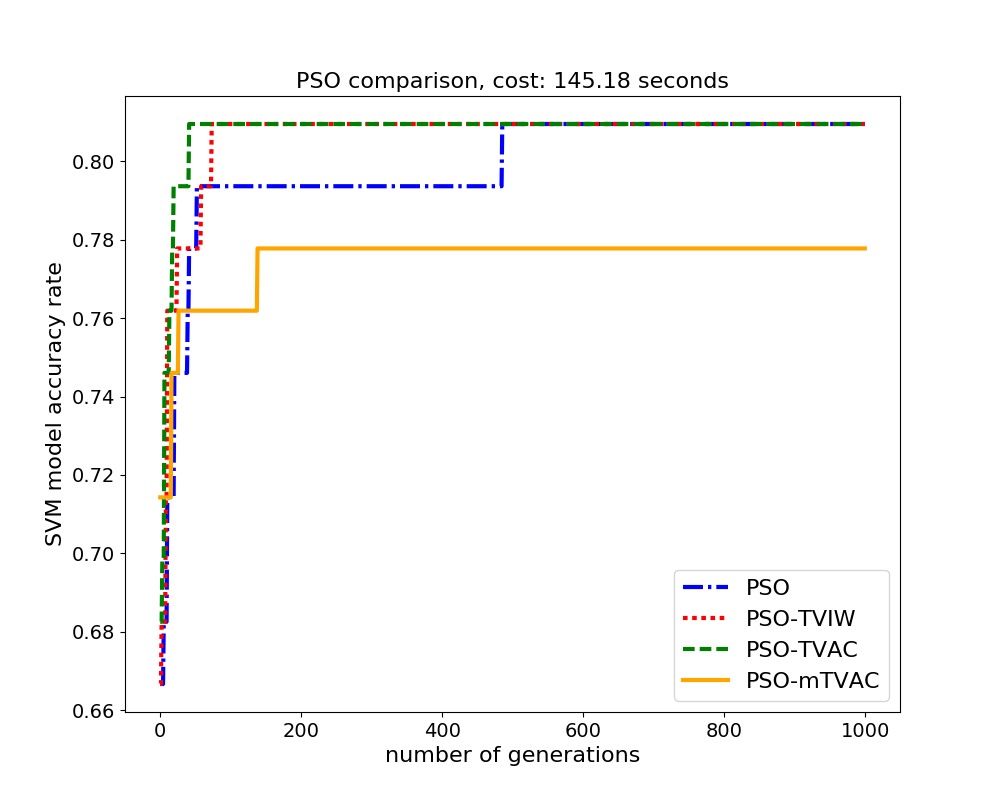 PSO comparison, cost: 145.18 seconds
SVM model accuracy rate
0.80
0.78
0.76
0.74
0.72
0.70
0.68
0.66
0
200
400
600
800
1000
number of generations
PSO
PSO-TVIW
PSO-TVAC
PSO-mTVAC